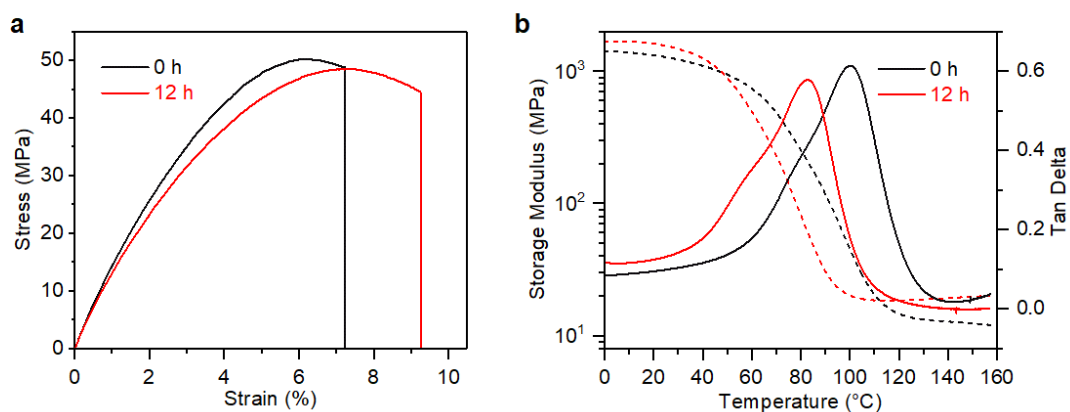 a
Stress (MPa)
50
40
30
20
10
0
0 h
12 h
0 2 4 6 8 10
Strain (%)
b
Storage Modulus (MPa)
10³
10²
10¹
0 h
12 h
0.6
0.4
0.2
0.0
Tan Delta
0 20 40 60 80 100 120 140 160
Temperature (°C)